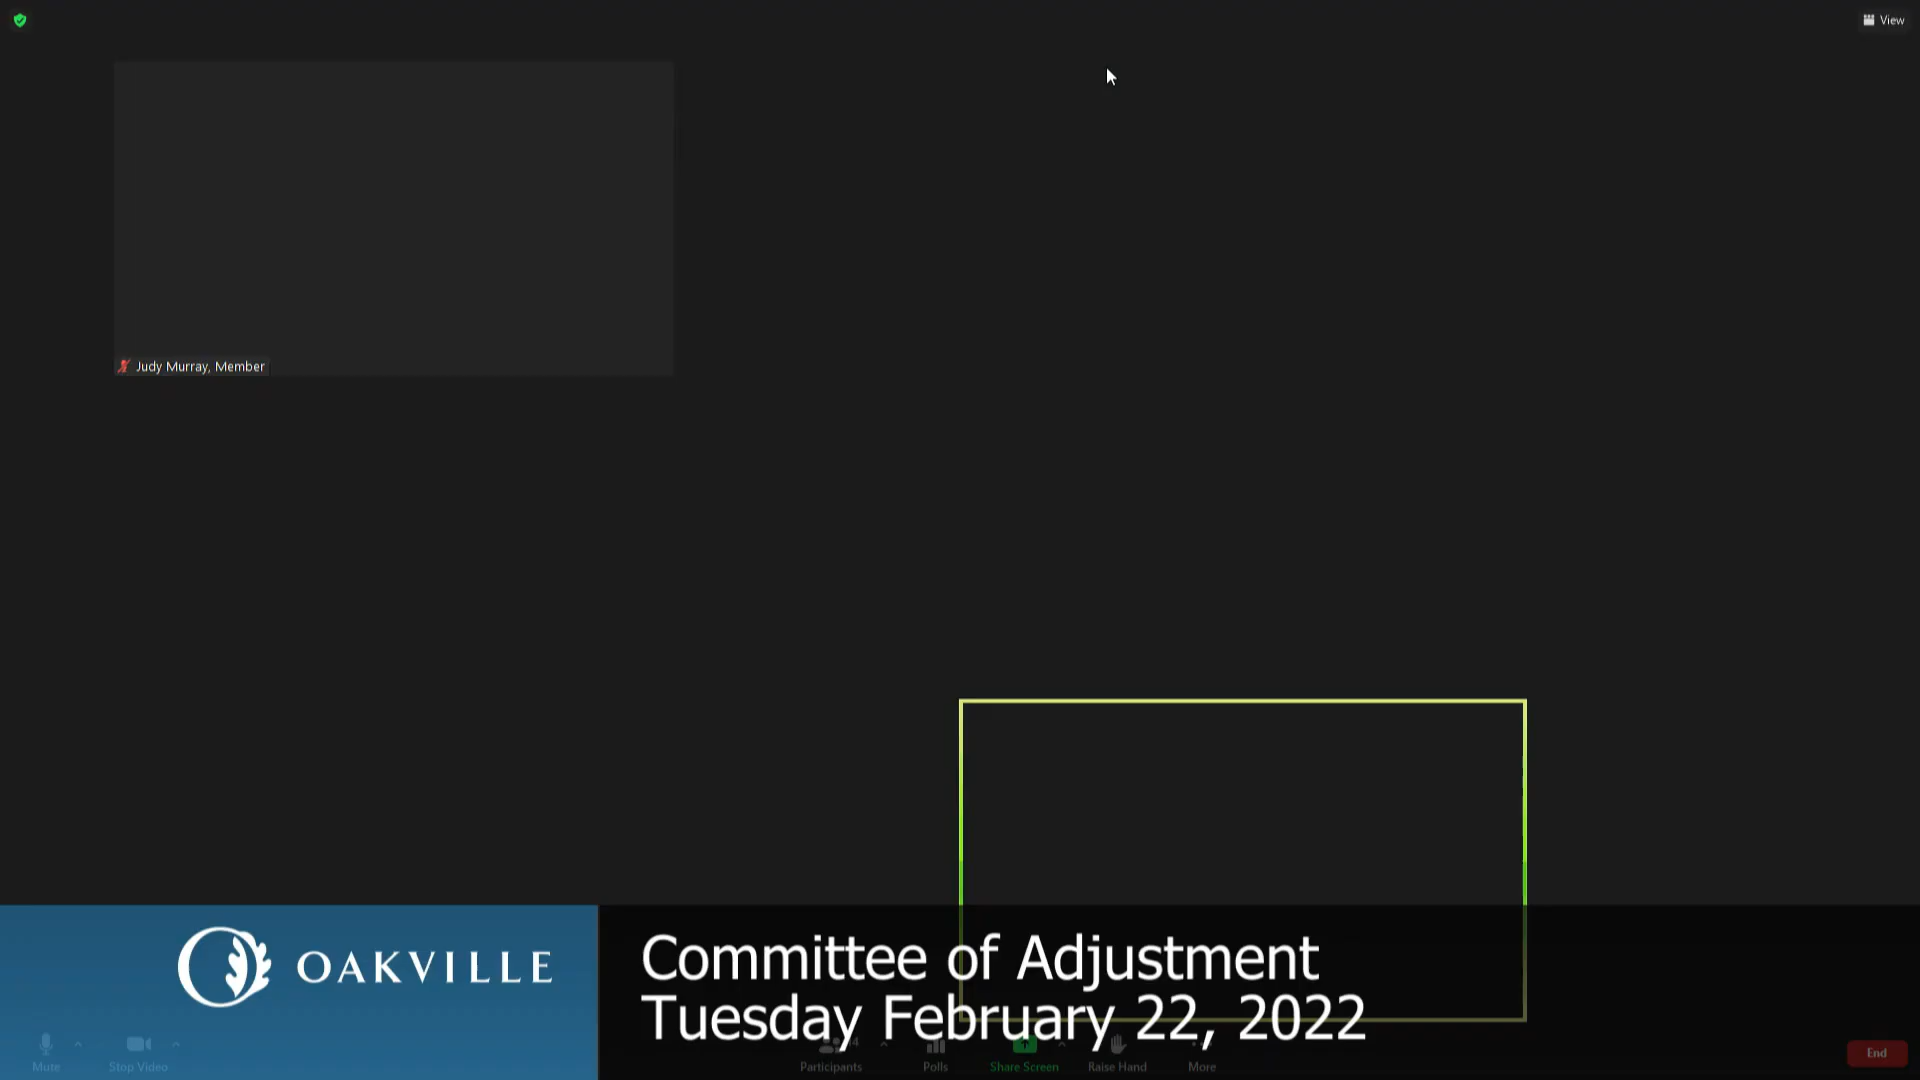 View
Judy Murray, Member
OAKVILLE
Committee of Adjustment
Tuesday February 22, 2022
Mute
Stop Video
Participants
Polls
Share Screen
Raise Hand
More
End